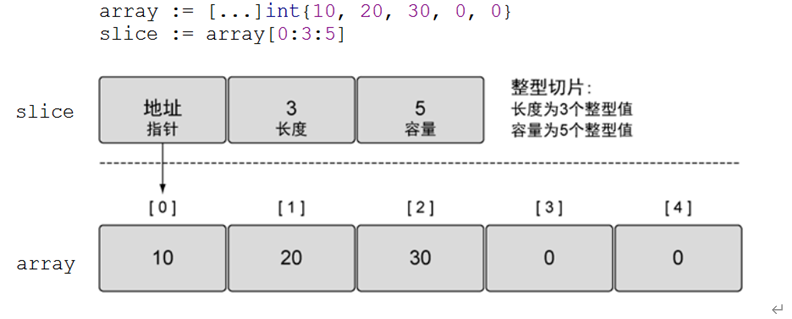 array := [...]int{10, 20, 30, 0, 0}
slice := array[0:3:5]
slice
地址
指针
3
长度
5
容量
整型切片:
长度为3个整型值
容量为5个整型值
[0] [1] [2] [3] [4]
array 10 20 30 0 0